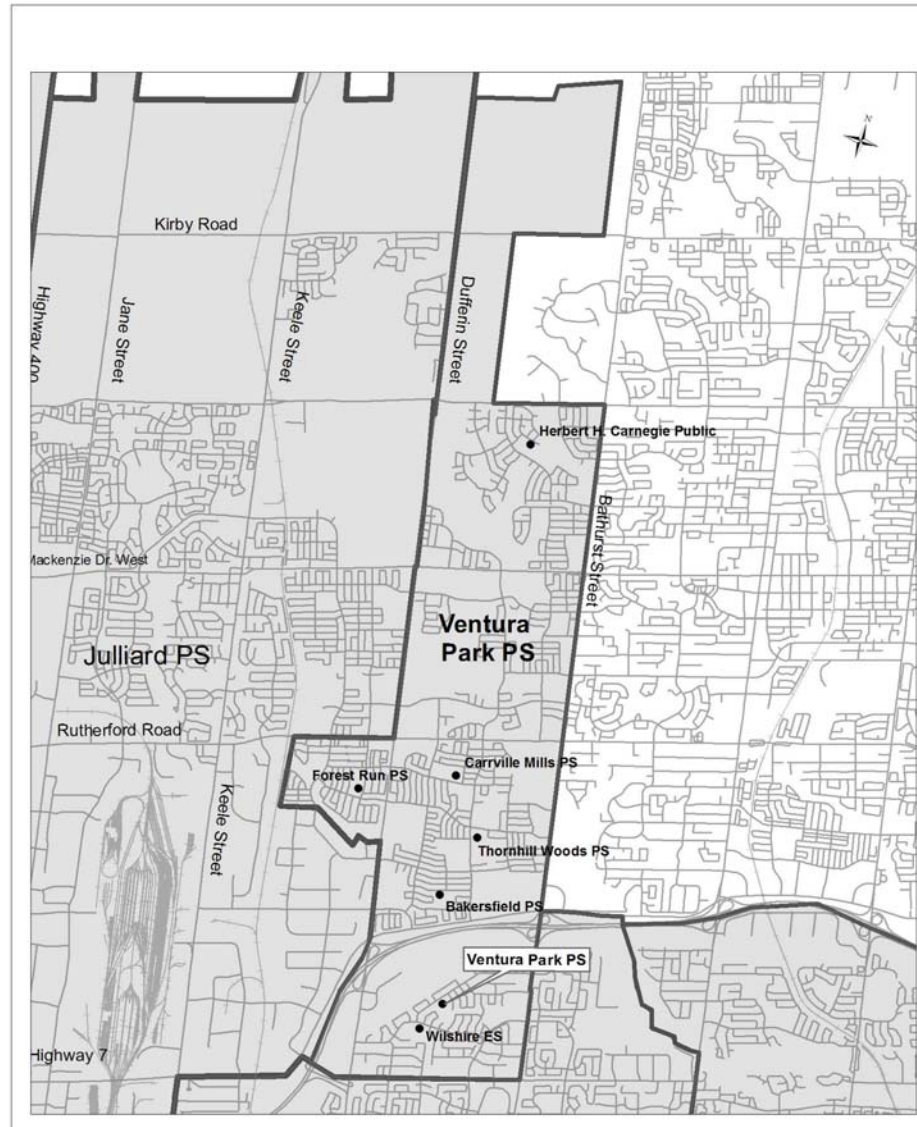 N
Kirby Road
Highway 400
Jane Street
Keele Street
Dufferin Street
Herbert H. Carnegie Public
Bathurst Street
Mackenzie Dr. West
Ventura
Park PS
Julliard PS
Rutherford Road
Forest Run PS
Carrville Mills PS
Keele Street
Thornhill Woods PS
Bakersfield PS
Ventura Park PS
Wilshire ES
Highway 7